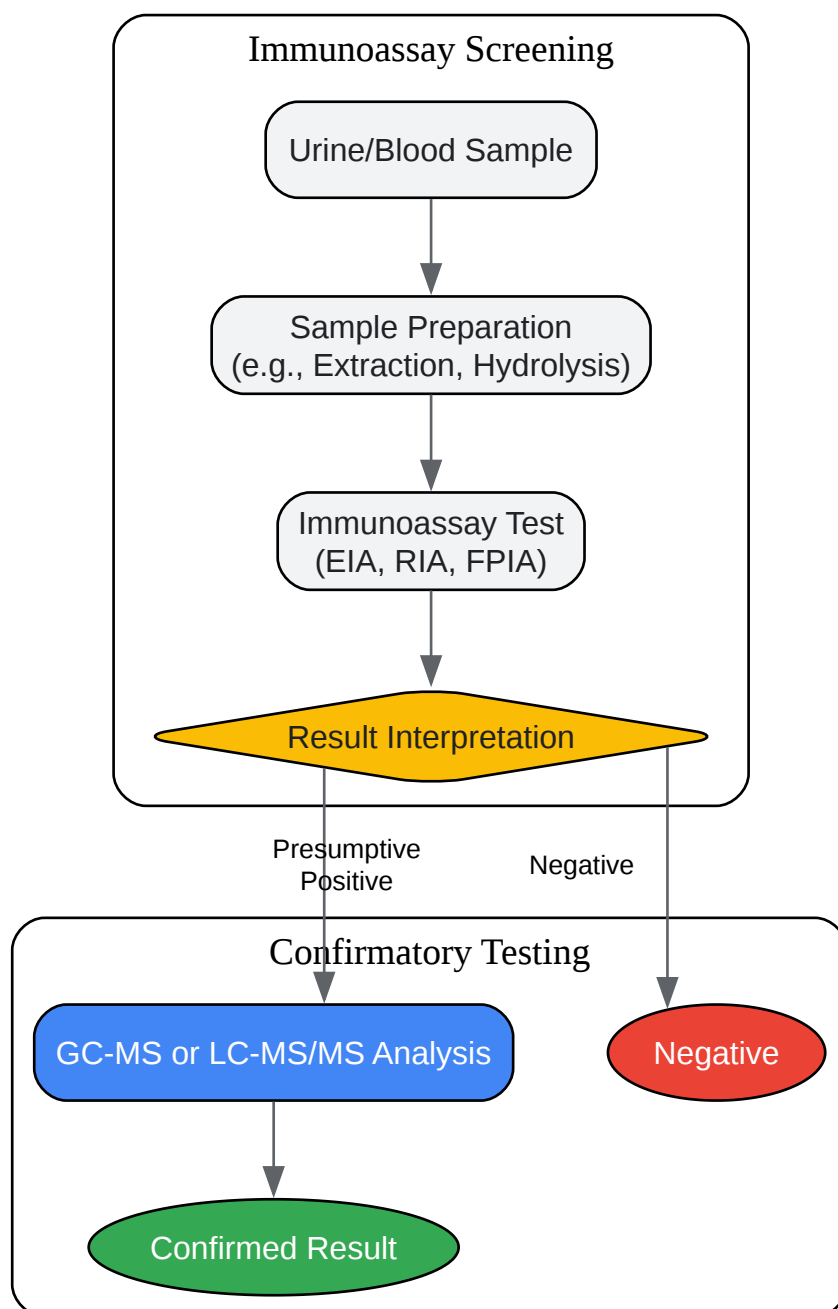 Immunoassay Screening
Urine/Blood Sample
Sample Preparation
(e.g., Extraction, Hydrolysis)
Immunoassay Test
(EIA, RIA, FPIA)
Result Interpretation
Presumptive
Positive
Negative
Confirmatory Testing
GC-MS or LC-MS/MS Analysis
Negative
Confirmed Result